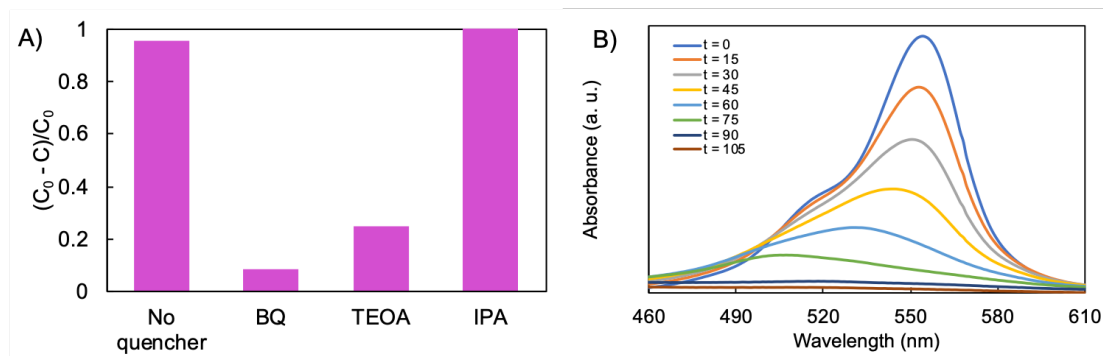 A)
(C₀ - C)/C₀
1
0.8
0.6
0.4
0.2
0
No
quencher
BQ
TEOA
IPA
B)
Absorbance (a. u.)
t = 0
t = 15
t = 30
t = 45
t = 60
t = 75
t = 90
t = 105
460
490
520
550
580
610
Wavelength (nm)